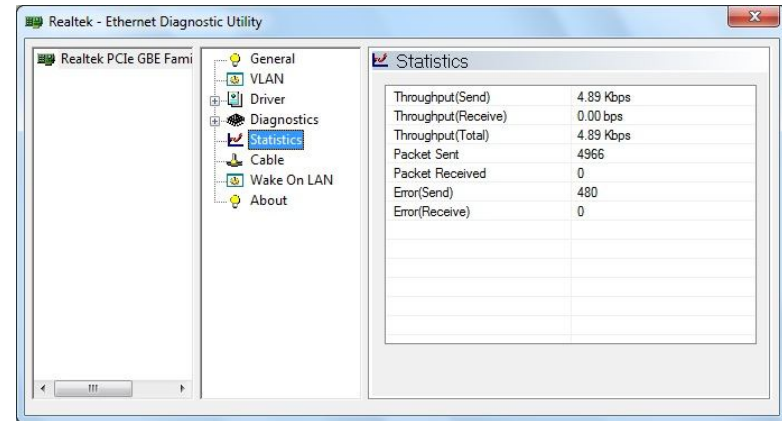 Realtek - Ethernet Diagnostic Utility
Realtek PCIe GBE Fami
General
VLAN
Driver
Diagnostics
Statistics
Cable
Wake On LAN
About
Statistics
Throughput(Send) 4.89 Kbps
Throughput(Receive) 0.00 bps
Throughput(Total) 4.89 Kbps
Packet Sent 4966
Packet Received 0
Error(Send) 480
Error(Receive) 0